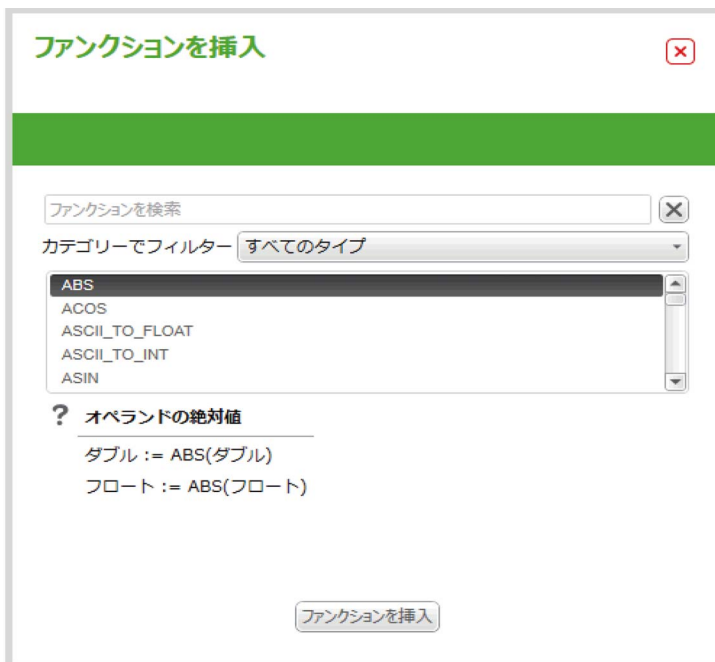 ファンクションを挿入
ファンクションを検索
カテゴリーでフィルター すべてのタイプ
ABS
ACOS
ASCII_TO_FLOAT
ASCII_TO_INT
ASIN
? オペランドの絶対値
ダブル := ABS(ダブル)
フロート := ABS(フロート)
ファンクションを挿入